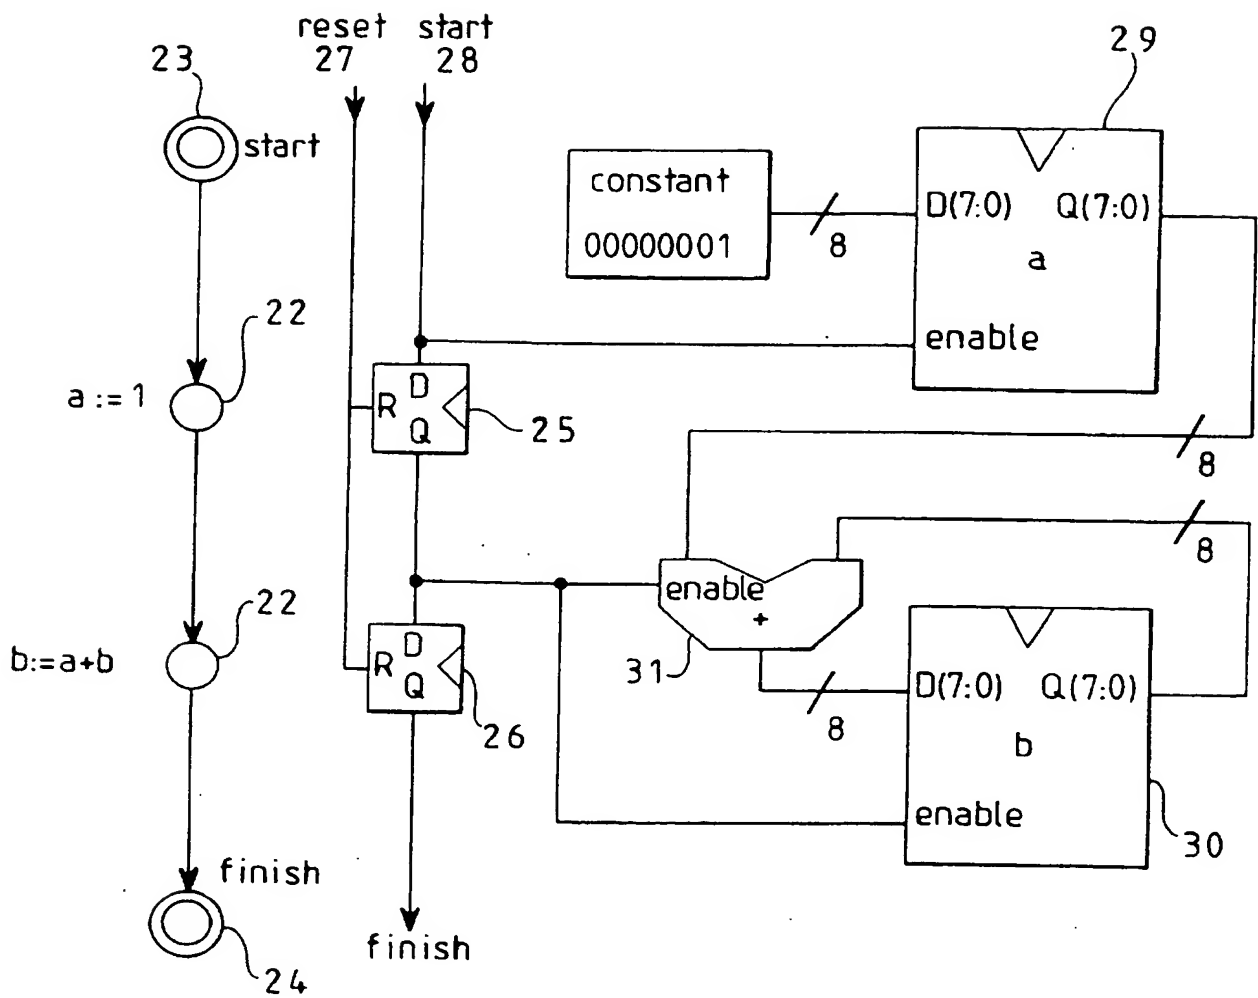 reset start
27 28
23
start
29
constant
00000001
8
D(7:0) Q(7:0)
a
enable
22
a := 1
D
R
Q
25
8
8
enable
+
22
b:=a+b
31
D
R
Q
26
8
D(7:0) Q(7:0)
b
enable
30
finish
24
finish